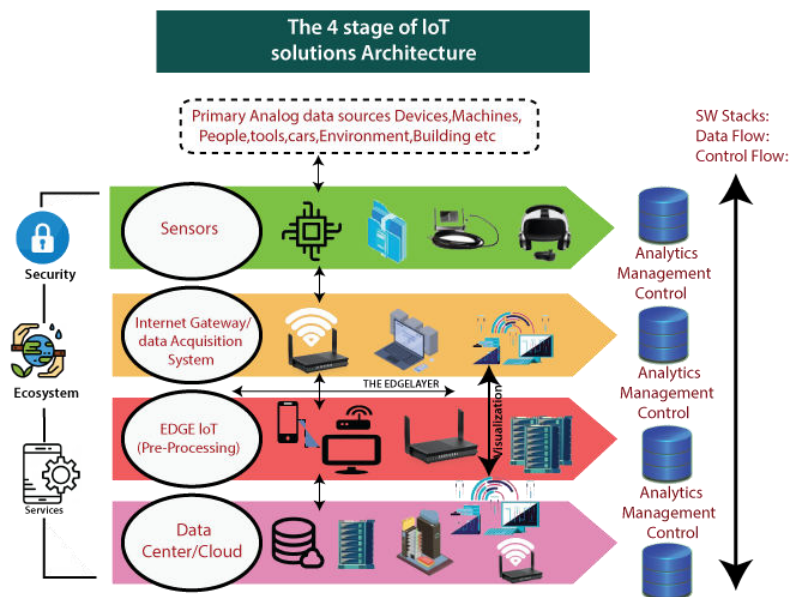 The 4 stage of IoT
solutions Architecture
Primary Analog data sources Devices,Machines,
People,tools,cars,Environment,Building etc
SW Stacks:
Data Flow:
Control Flow:
Security
Sensors
Analytics
Management
Control
Ecosystem
Internet Gateway/
data Acquisition
System
Analytics
Management
Control
THE EDGELAYER
Services
EDGE IoT
(Pre-Processing)
Visualization
Analytics
Management
Control
Data
Center/Cloud